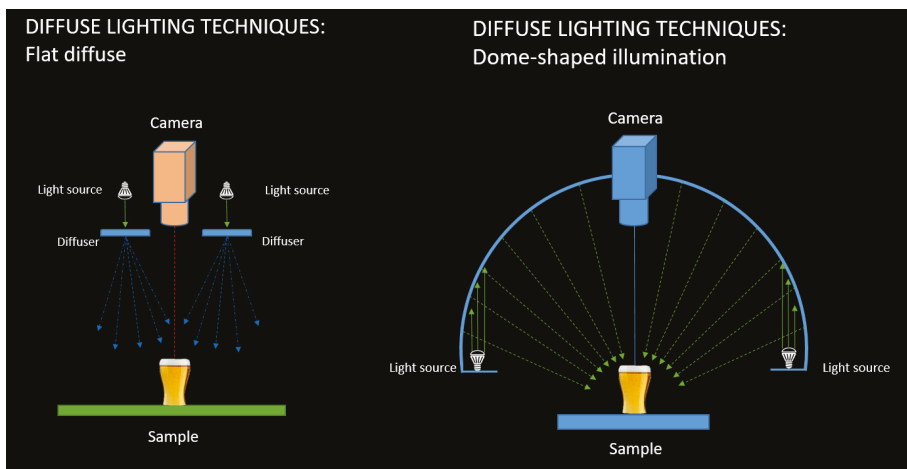 DIFFUSE LIGHTING TECHNIQUES:
Flat diffuse
Camera
Light source
Light source
Diffuser
Diffuser
Sample
DIFFUSE LIGHTING TECHNIQUES:
Dome-shaped illumination
Camera
Light source
Light source
Sample